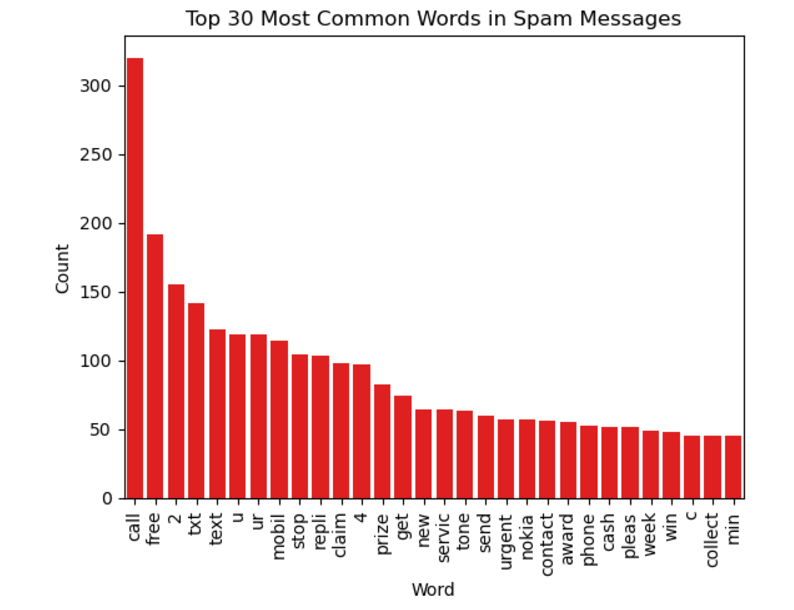 Top 30 Most Common Words in Spam Messages
300
250
200
150
100
50
0
Count
call
free
2
txt
text
u
ur
mobil
stop
repli
claim
4
prize
get
new
servic
tone
send
urgent
nokia
contact
award
phone
cash
pleas
week
win
c
collect
min
Word